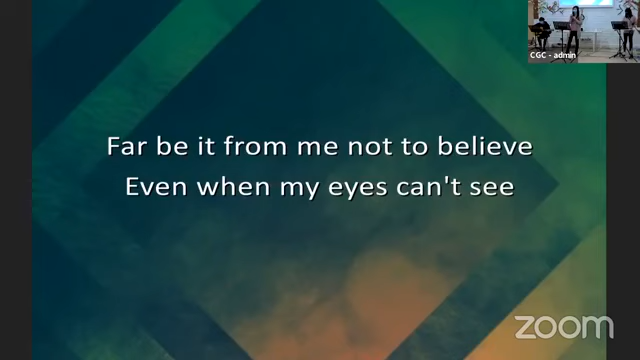 CGC - admin
Far be it from me not to believe
Even when my eyes can't see
zoom